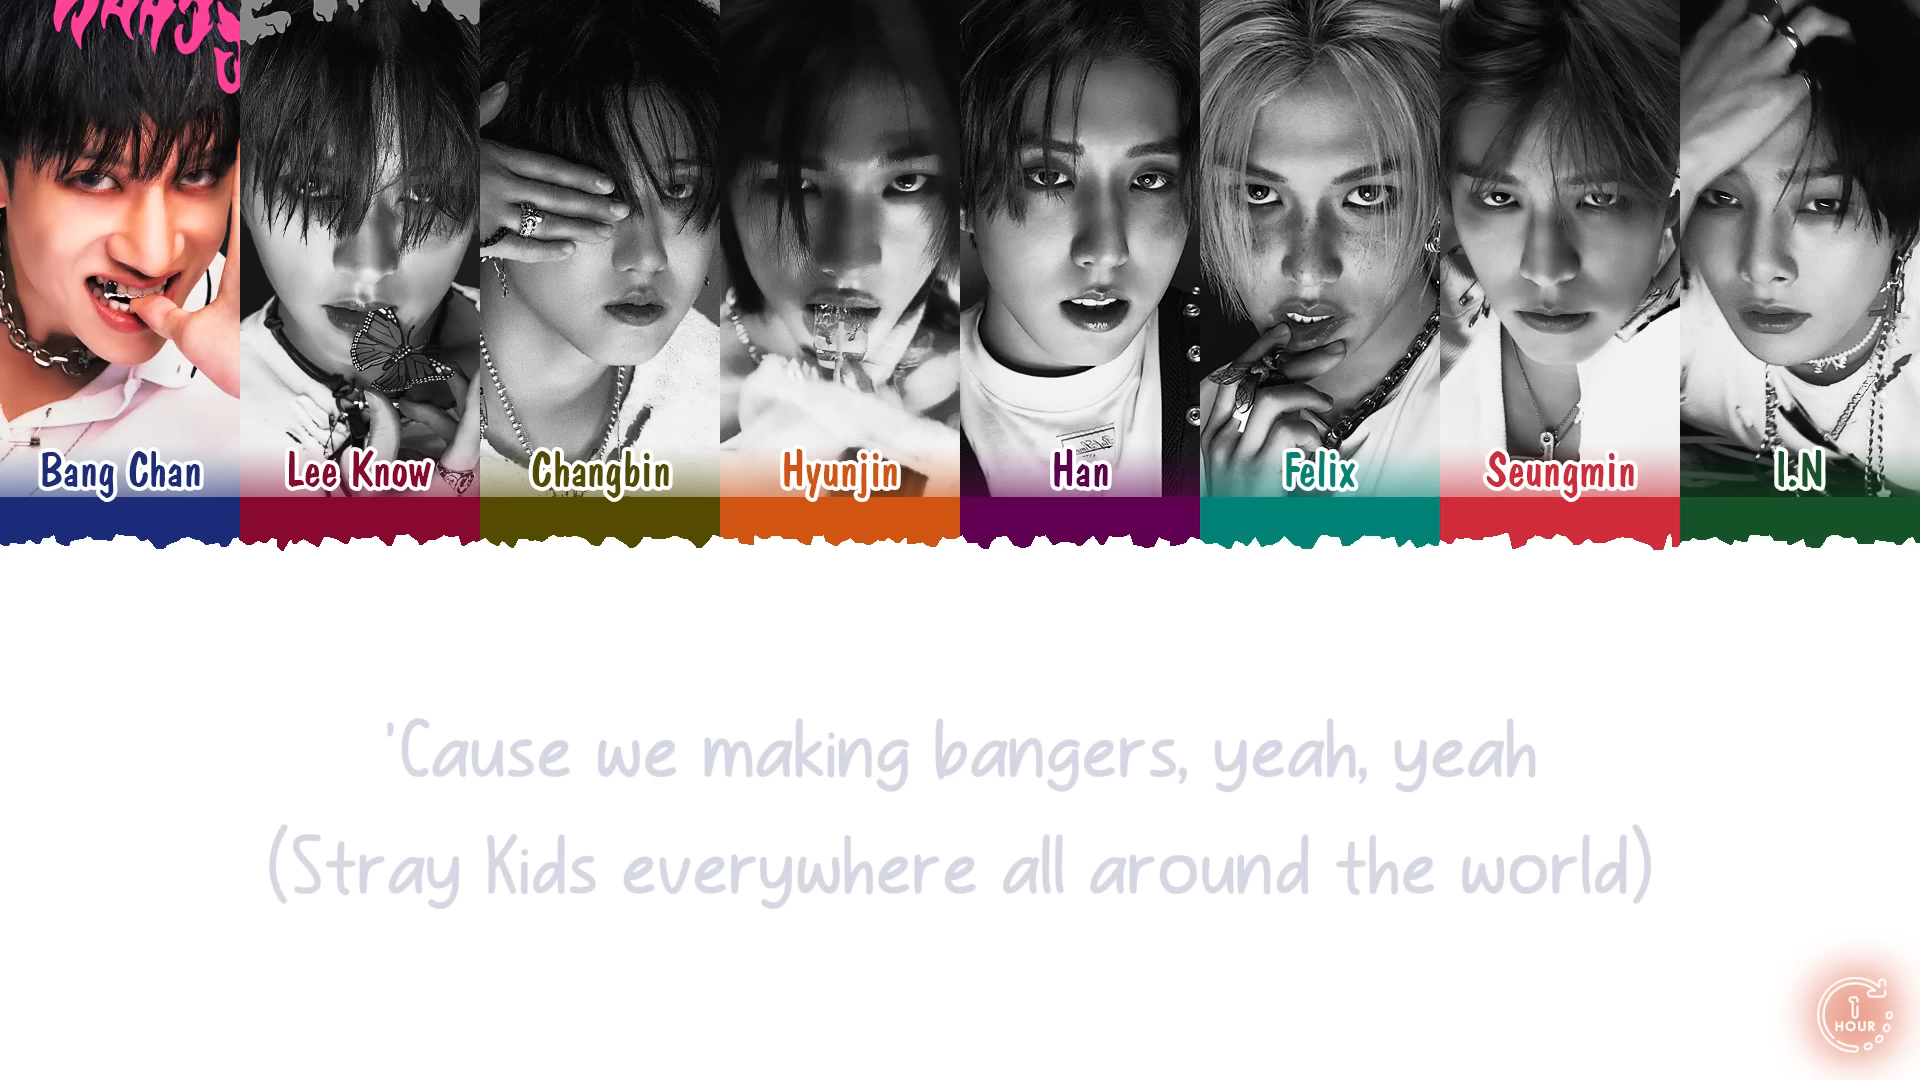 Bang Chan
Lee Know
Changbin
Hyunjin
Han
Felix
Seungmin
I.N
'Cause we making bangers, yeah, yeah
(Stray Kids everywhere all around the world)
1
HOUR